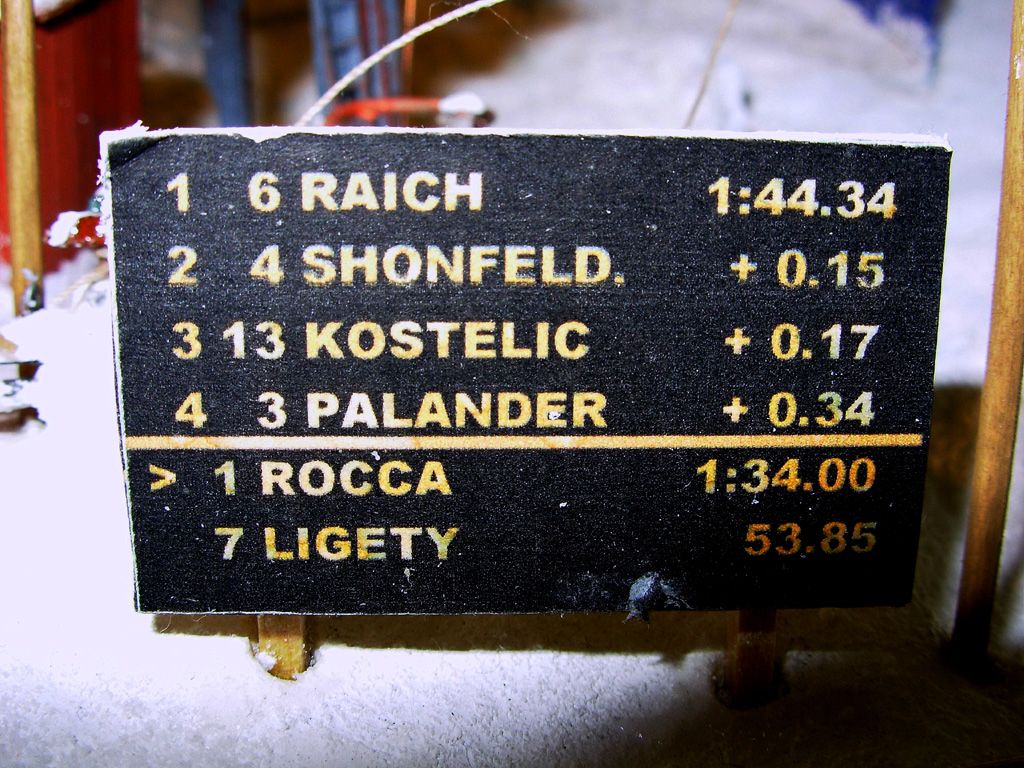 1 6 RAICH 1:44.34
2 4 SHONFELD. + 0.15
3 13 KOSTELIC + 0.17
4 3 PALANDER + 0.34
> 1 ROCCA 1:34.00
7 LIGETY 53.85